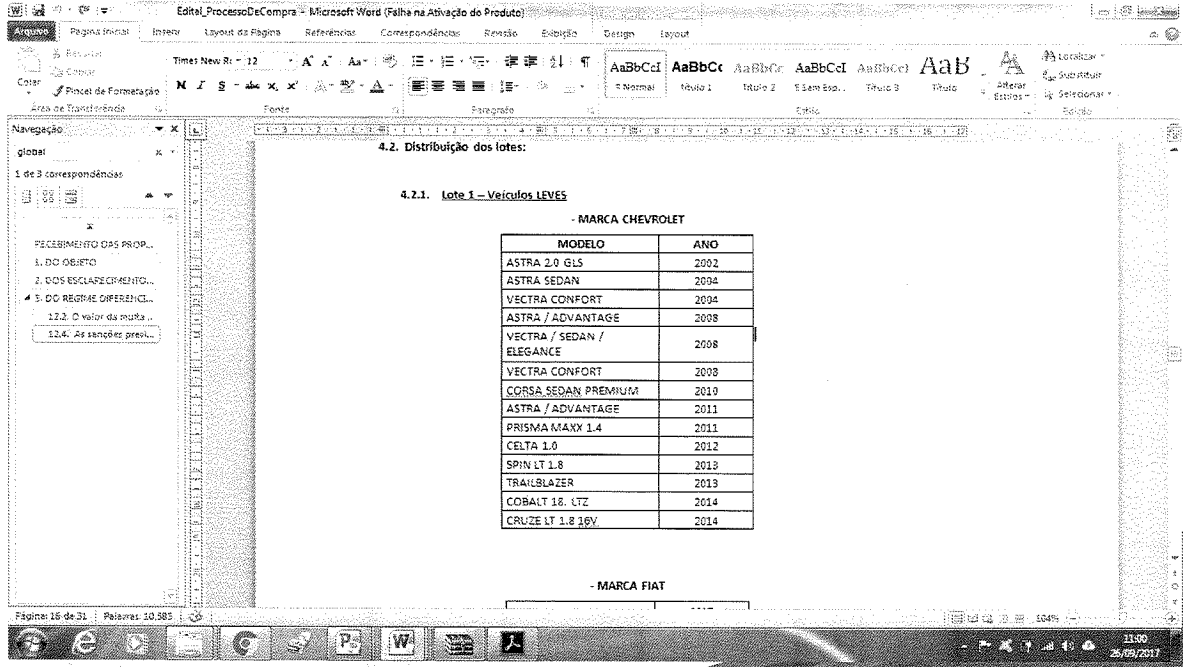 Edital_ProcessoDeCompra - Microsoft Word (Falha na Ativação do Produto)
Arquivo Página Inicial Inserir Layout da Página Referências Correspondências Revisão Exibição Design Layout
Recortar
Copiar
Colar
Pincel de Formatação
Área de Transferência
Times New R 12
N I S abc x, x'
Fonte
Parágrafo
AaBbCcI AaBbCc AaBbCc AaBbCcI AaBbCcI AaB
¶ Normal Título 1 Título 2 ¶ Sem Esp... Título 3 Título
Alterar Estilos
Estilo
Localizar
Substituir
Selecionar
Edição
Navegação
global
1 de 3 correspondências
RECEBIMENTO DAS PROP...
1. DO OBJETO
2. DOS ESCLARECIMENTO...
3. DO REGIME DIFERENCI...
12.2. O valor da multa ...
12.4. As sanções previ...
4.2. Distribuição dos lotes:
4.2.1. Lote 1 – Veículos LEVES
- MARCA CHEVROLET
MODELO ANO
ASTRA 2.0 GLS 2002
ASTRA SEDAN 2004
VECTRA CONFORT 2004
ASTRA / ADVANTAGE 2008
VECTRA / SEDAN /
ELEGANCE 2008
VECTRA CONFORT 2008
CORSA SEDAN PREMIUM 2010
ASTRA / ADVANTAGE 2011
PRISMA MAXX 1.4 2011
CELTA 1.0 2012
SPIN LT 1.8 2013
TRAILBLAZER 2013
COBALT 18. LTZ 2014
CRUZE LT 1.8 16V 2014
- MARCA FIAT
Página: 16 de 31 Palavras: 10.585
104%
11:00
26/09/2017